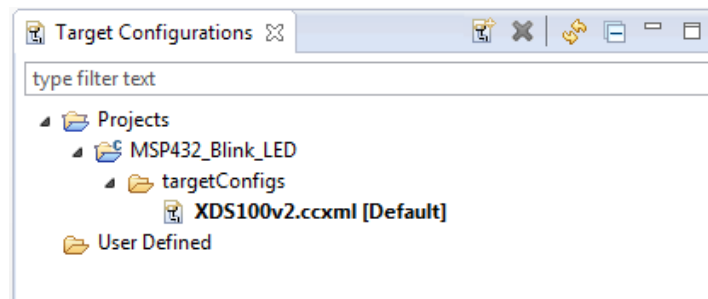 Target Configurations
type filter text
Projects
MSP432_Blink_LED
targetConfigs
XDS100v2.ccxml [Default]
User Defined